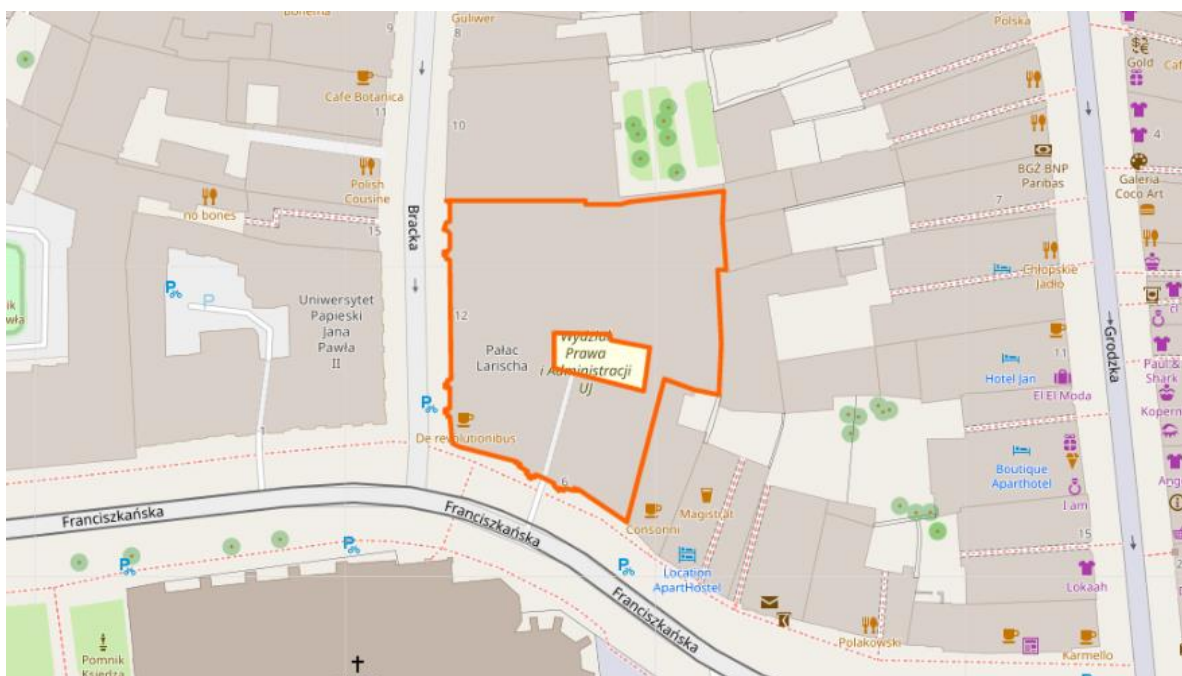 Bohema
9
Guliwer
8
Polska
Gold
Cafe Botanica
11
10
4
Polish
Cousine
no bones
15
Bracka
BGŻ BNP
Paribas
Galeria
Coco Art
7
Chłopskie
Jadło
P
Uniwersytet
Papieski
Jana
Pawła
II
12
Pałac
Larischa
Wydział
Prawa
i Administracji
UJ
Grodzka
11
Hotel Jan
El El Moda
Paul &
Shark
De revolutionibus
1
6
Boutique
Aparthotel
I am
Consonni
Magistrat
Franciszkańska
Franciszkańska
Franciszkańska
15
Location
ApartHostel
Lokaah
Polakowski
Karmello
Pomnik
Księdza